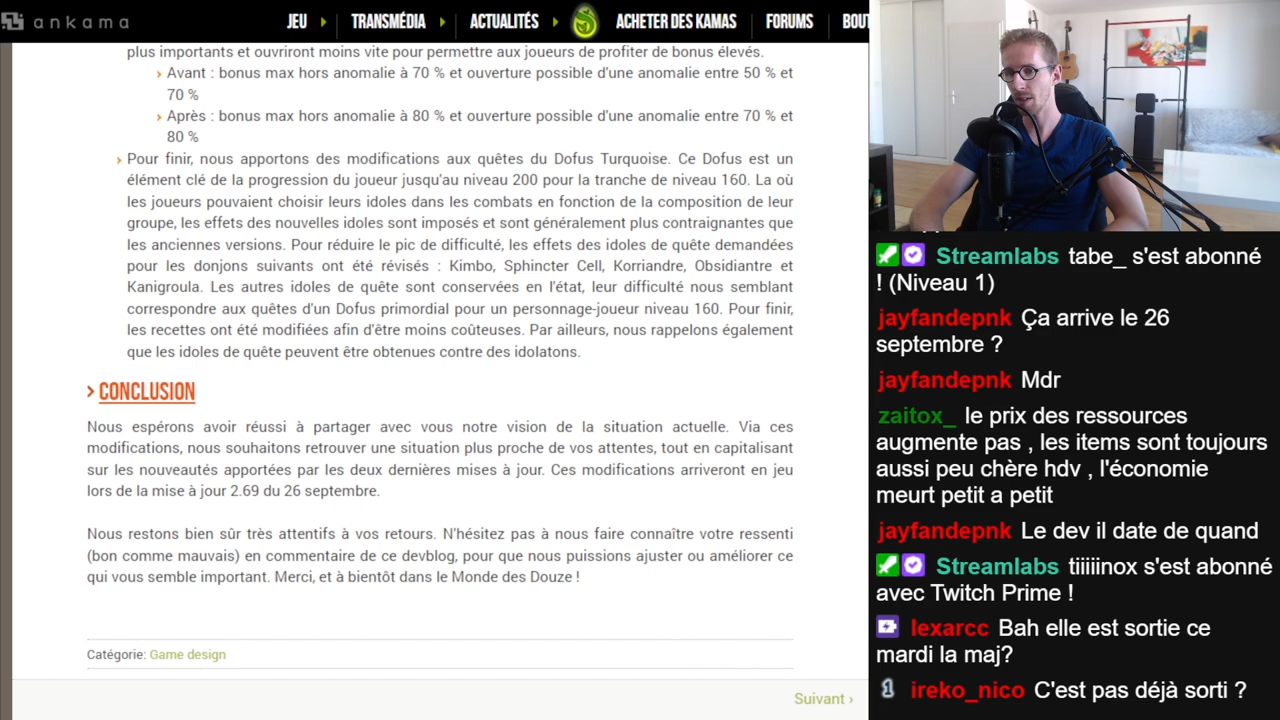 ankama
JEU
TRANSMÉDIA
ACTUALITÉS
ACHETER DES KAMAS
FORUMS
BOUT
plus importants et ouvriront moins vite pour permettre aux joueurs de profiter de bonus élevés.
Avant : bonus max hors anomalie à 70 % et ouverture possible d'une anomalie entre 50 % et
70 %
Après : bonus max hors anomalie à 80 % et ouverture possible d'une anomalie entre 70 % et
80 %
Pour finir, nous apportons des modifications aux quêtes du Dofus Turquoise. Ce Dofus est un
élément clé de la progression du joueur jusqu'au niveau 200 pour la tranche de niveau 160. La où
les joueurs pouvaient choisir leurs idoles dans les combats en fonction de la composition de leur
groupe, les effets des nouvelles idoles sont imposés et sont généralement plus contraignantes que
les anciennes versions. Pour réduire le pic de difficulté, les effets des idoles de quête demandées
pour les donjons suivants ont été révisés : Kimbo, Sphincter Cell, Korriandre, Obsidiantre et
Kanigroula. Les autres idoles de quête sont conservées en l'état, leur difficulté nous semblant
correspondre aux quêtes d'un Dofus primordial pour un personnage-joueur niveau 160. Pour finir,
les recettes ont été modifiées afin d'être moins coûteuses. Par ailleurs, nous rappelons également
que les idoles de quête peuvent être obtenues contre des idolatons.
CONCLUSION
Nous espérons avoir réussi à partager avec vous notre vision de la situation actuelle. Via ces
modifications, nous souhaitons retrouver une situation plus proche de vos attentes, tout en capitalisant
sur les nouveautés apportées par les deux dernières mises à jour. Ces modifications arriveront en jeu
lors de la mise à jour 2.69 du 26 septembre.
Nous restons bien sûr très attentifs à vos retours. N'hésitez pas à nous faire connaître votre ressenti
(bon comme mauvais) en commentaire de ce devblog, pour que nous puissions ajuster ou améliorer ce
qui vous semble important. Merci, et à bientôt dans le Monde des Douze !
Catégorie: Game design
Suivant ›
Streamlabs tabe_ s'est abonné
! (Niveau 1)
jayfandepnk Ça arrive le 26
septembre ?
jayfandepnk Mdr
zaitox_ le prix des ressources
augmente pas , les items sont toujours
aussi peu chère hdv , l'économie
meurt petit a petit
jayfandepnk Le dev il date de quand
Streamlabs tiiiiinox s'est abonné
avec Twitch Prime !
lexarcc Bah elle est sortie ce
mardi la maj?
1 ireko_nico C'est pas déjà sorti ?